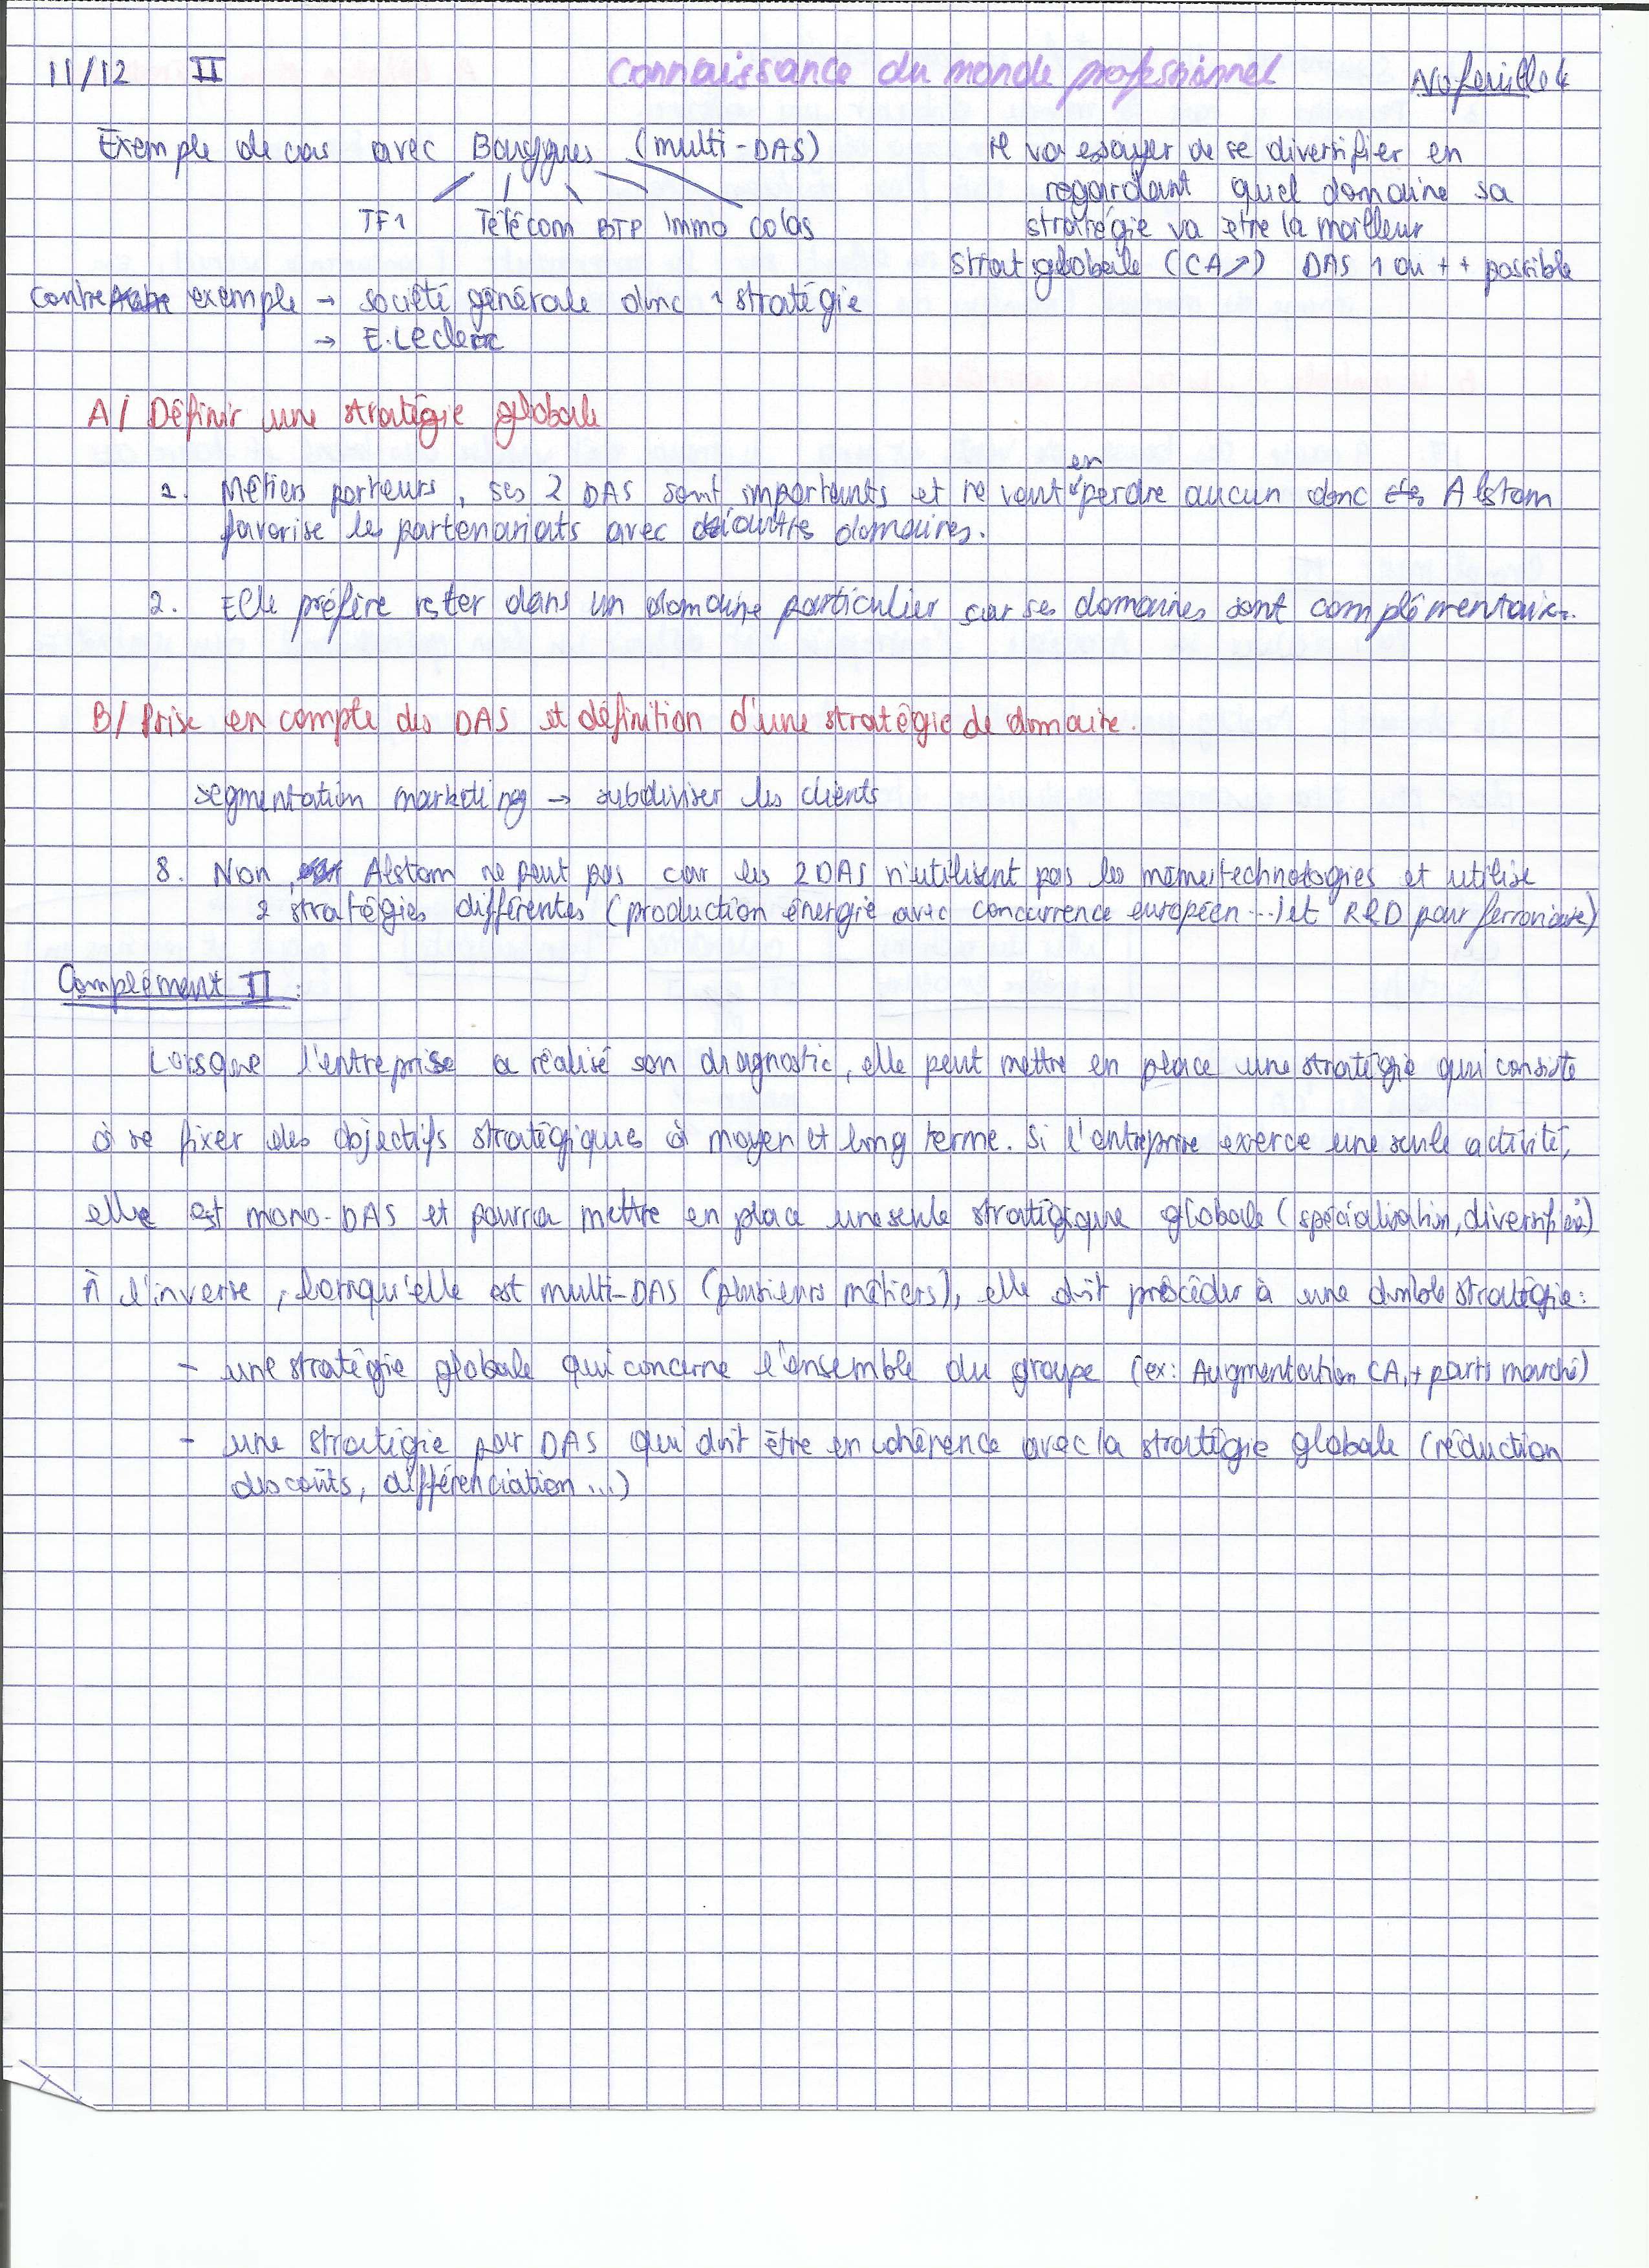 11/12 II Connaissance du monde professionnel No feuille 4
Exemple de cas avec Bouygues (multi-DAS)
TF1 Télécom BTP Immo Colas
il va essayer de se diversifier en
regardant quel domaine sa
stratégie va être la meilleur
Strat globale (CA↗) DAS 1 ou ++ possible
Contre exemple → société générale donc 1 stratégie
→ E.Leclerc
A/ Définir une stratégie globale
1. Métiers porteurs, ses 2 DAS sont importants et ne veut en perdre aucun donc Alstom
favorise les partenariats avec d'autres domaines.
2. Elle préfère rester dans un domaine particulier car ses domaines sont complémentaires.
B/ Prise en compte des DAS et définition d'une stratégie de domaine.
segmentation marketing → subdiviser les clients
8. Non, Alstom ne peut pas car les 2 DAS n'utilisent pas les mêmes technologies et utilise
2 stratégies différentes (production énergie avec concurrence européen ...) et R&D pour ferroviaire)
Complément II :
Lorsque l'entreprise a réalisé son diagnostic, elle peut mettre en place une stratégie qui consiste
à se fixer des objectifs stratégiques à moyen et long terme. Si l'entreprise exerce une seule activité,
elle est mono-DAS et pourra mettre en place une seule stratégique globale (spécialisation, diversifié)
À l'inverse, lorsqu'elle est multi-DAS (plusieurs métiers), elle doit procéder à une double stratégie :
- une stratégie globale qui concerne l'ensemble du groupe (ex: Augmentation CA, + parts marché)
- une stratégie par DAS qui doit être en cohérence avec la stratégie globale (réduction
des coûts, différenciation ...)